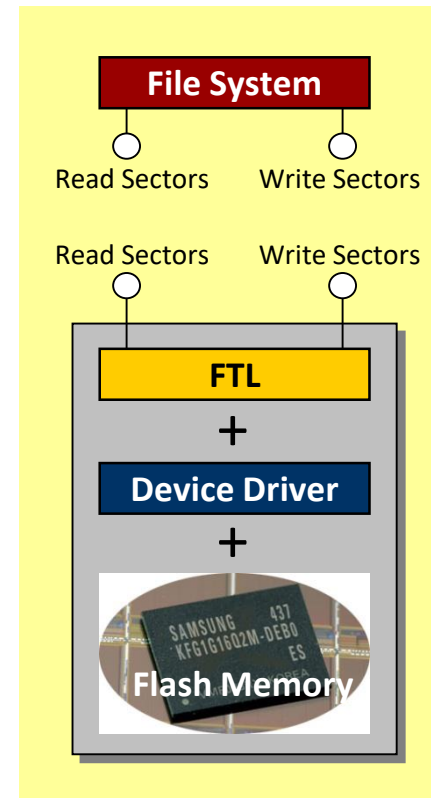 File System
Read Sectors Write Sectors
Read Sectors Write Sectors
FTL
+
Device Driver
+
SAMSUNG 437
KFG1G1602M-DEB0
ES
Flash Memory